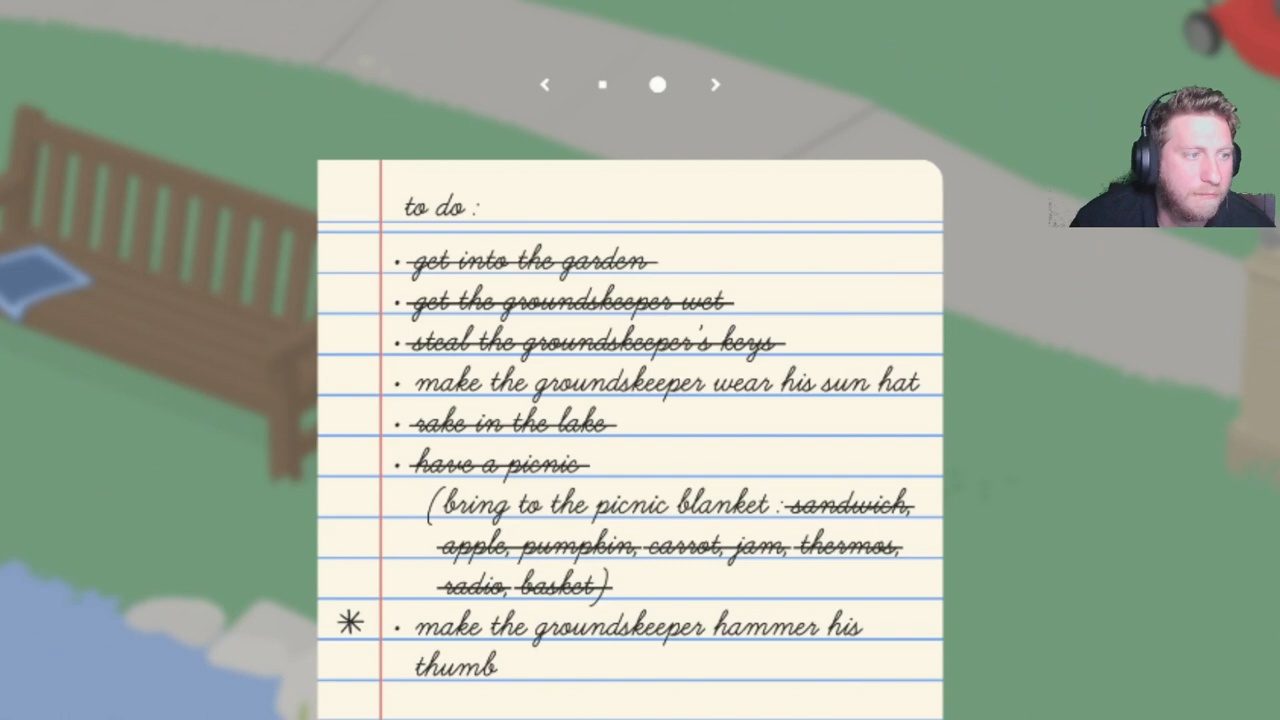 to do :
• get into the garden
• get the groundskeeper wet
• steal the groundskeeper's keys
• make the groundskeeper wear his sun hat
• rake in the lake
• have a picnic
(bring to the picnic blanket : sandwich,
apple, pumpkin, carrot, jam, thermos,
radio, basket)
• make the groundskeeper hammer his
thumb